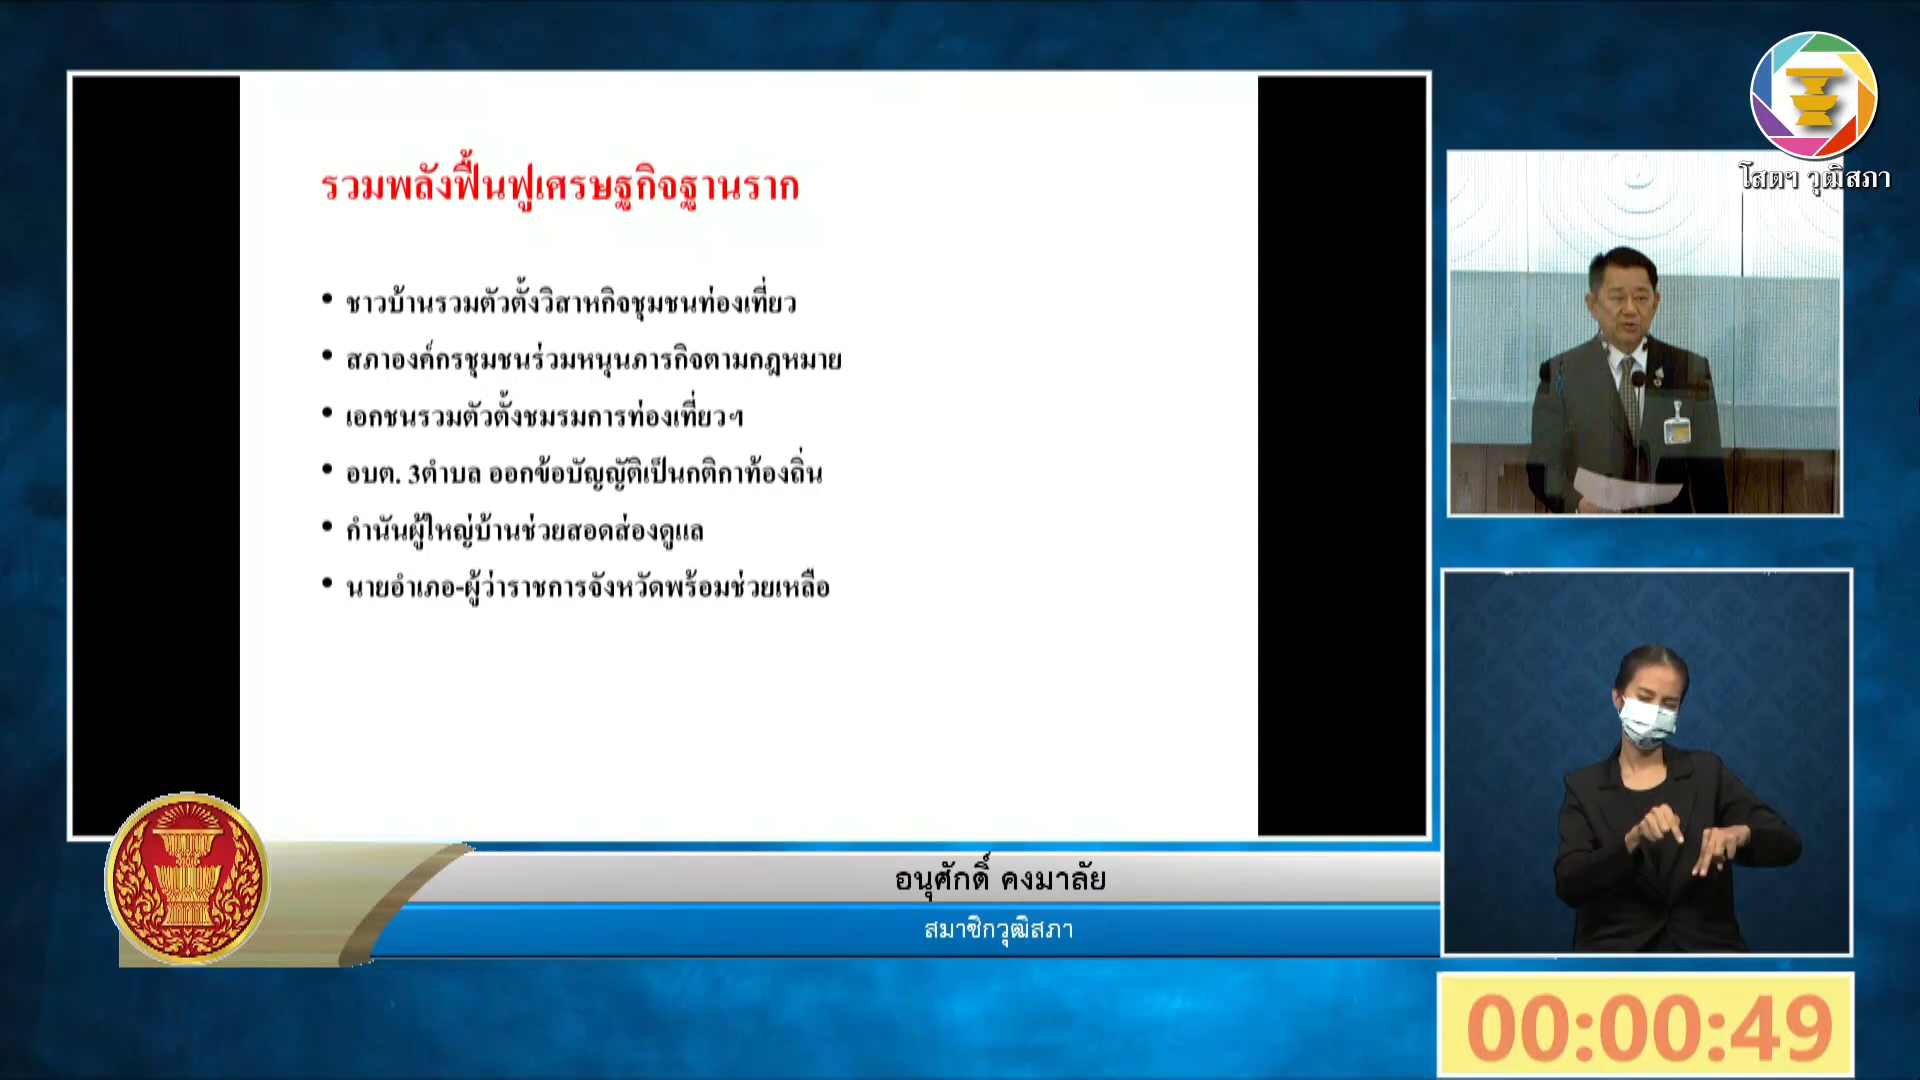 โสตฯ วุฒิสภา
รวมพลังฟื้นฟูเศรษฐกิจฐานราก
• ชาวบ้านรวมตัวตั้งวิสาหกิจชุมชนท่องเที่ยว
• สภาองค์กรชุมชนร่วมหนุนภารกิจตามกฎหมาย
• เอกชนรวมตัวตั้งชมรมการท่องเที่ยวฯ
• อบต. 3ตำบล ออกข้อบัญญัติเป็นกติกาท้องถิ่น
• กำนันผู้ใหญ่บ้านช่วยสอดส่องดูแล
• นายอำเภอ-ผู้ว่าราชการจังหวัดพร้อมช่วยเหลือ
อนุศักดิ์ คงมาลัย
สมาชิกวุฒิสภา
00:00:49